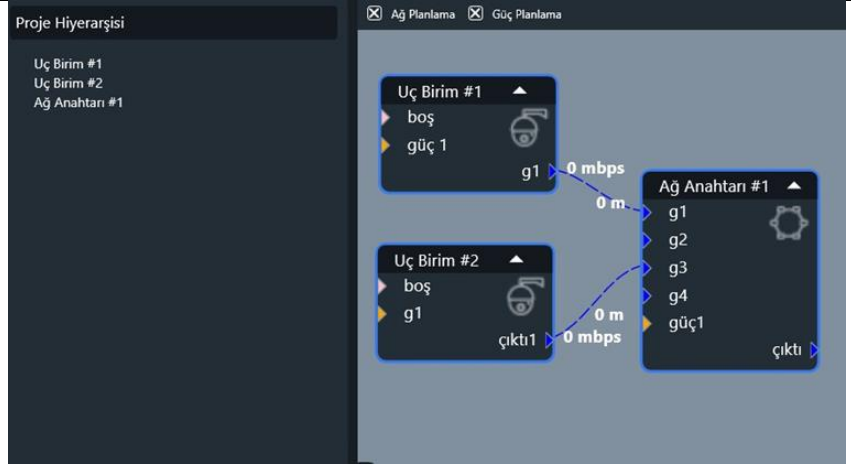 Proje Hiyerarşisi
Uç Birim #1
Uç Birim #2
Ağ Anahtarı #1
Ağ Planlama
Güç Planlama
Uç Birim #1
boş
güç 1
g1
0 mbps
0 m
Uç Birim #2
boş
g1
çıktı1
0 m
0 mbps
Ağ Anahtarı #1
g1
g2
g3
g4
güç1
çıktı